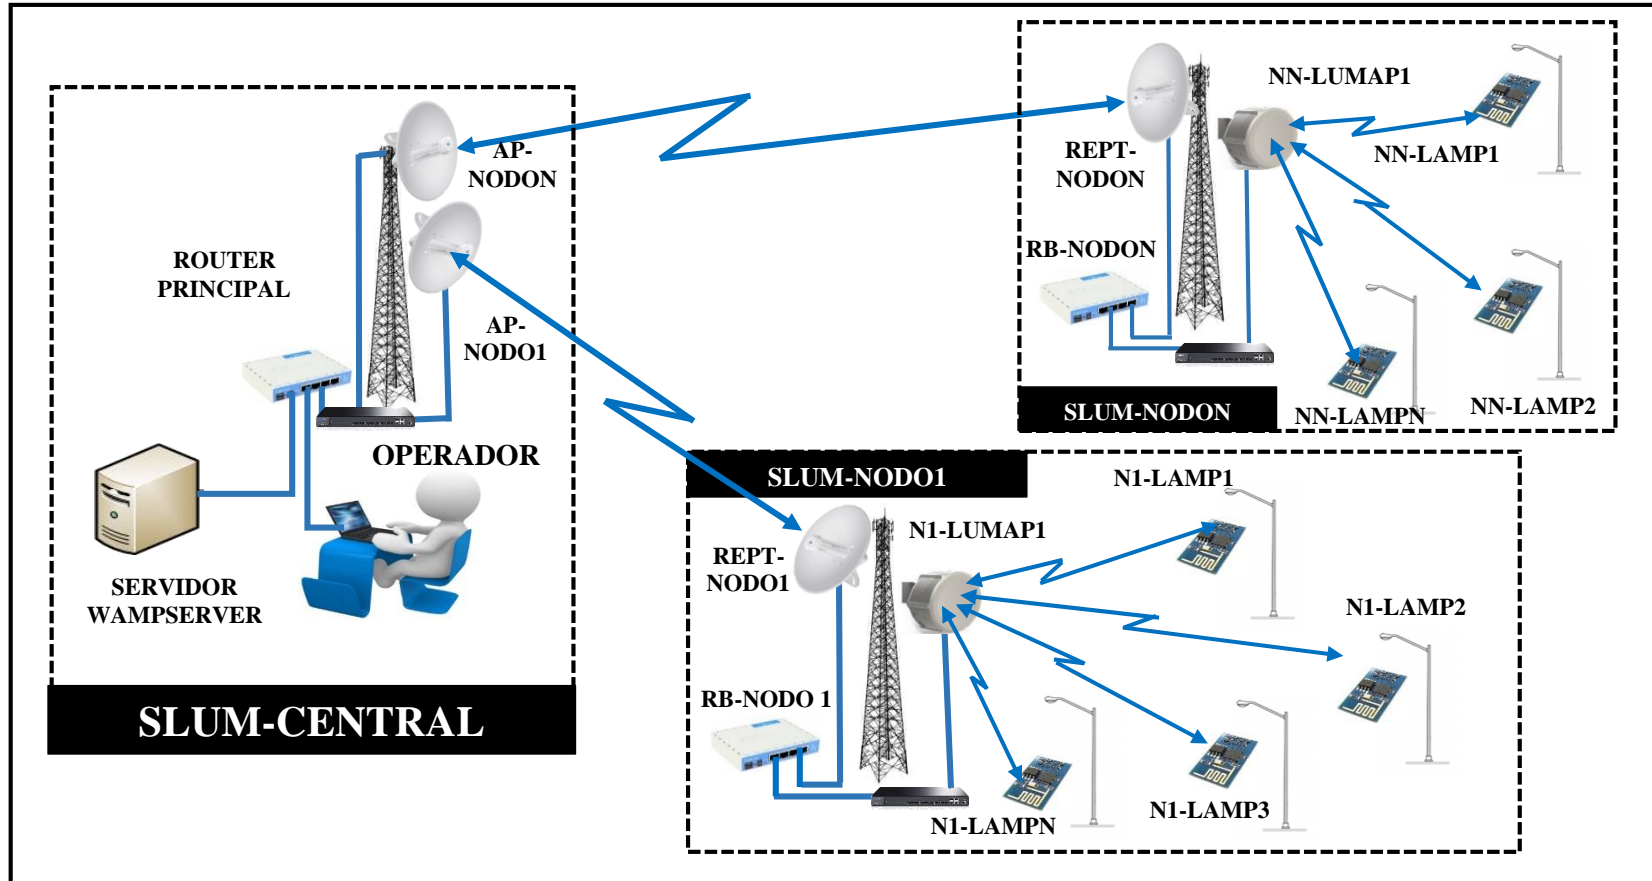 AP-
NODON
ROUTER
PRINCIPAL
AP-
NODO1
OPERADOR
SERVIDOR
WAMPSERVER
SLUM-CENTRAL
NN-LUMAP1
REPT-
NODON
NN-LAMP1
RB-NODON
NN-LAMP2
NN-LAMPN
SLUM-NODON
SLUM-NODO1
N1-LAMP1
N1-LUMAP1
REPT-
NODO1
N1-LAMP2
RB-NODO 1
N1-LAMP3
N1-LAMPN